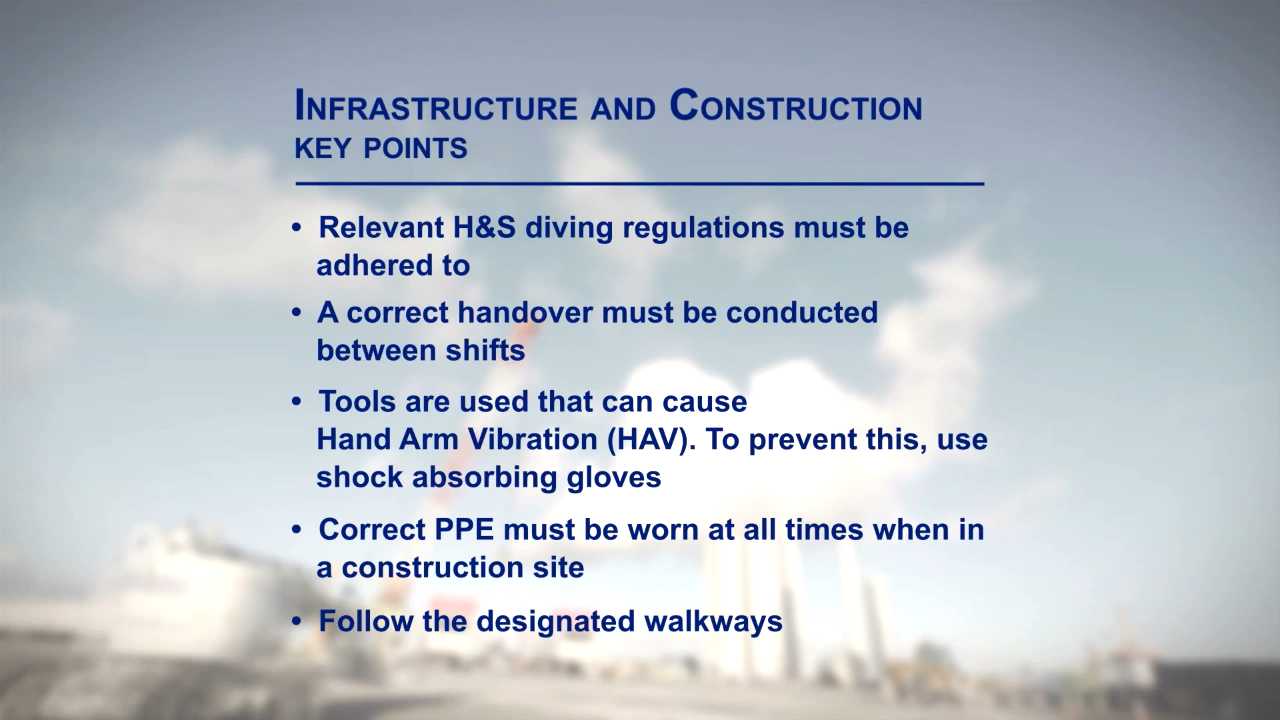 Infrastructure and Construction
key points
• Relevant H&S diving regulations must be
adhered to
• A correct handover must be conducted
between shifts
• Tools are used that can cause
Hand Arm Vibration (HAV). To prevent this, use
shock absorbing gloves
• Correct PPE must be worn at all times when in
a construction site
• Follow the designated walkways